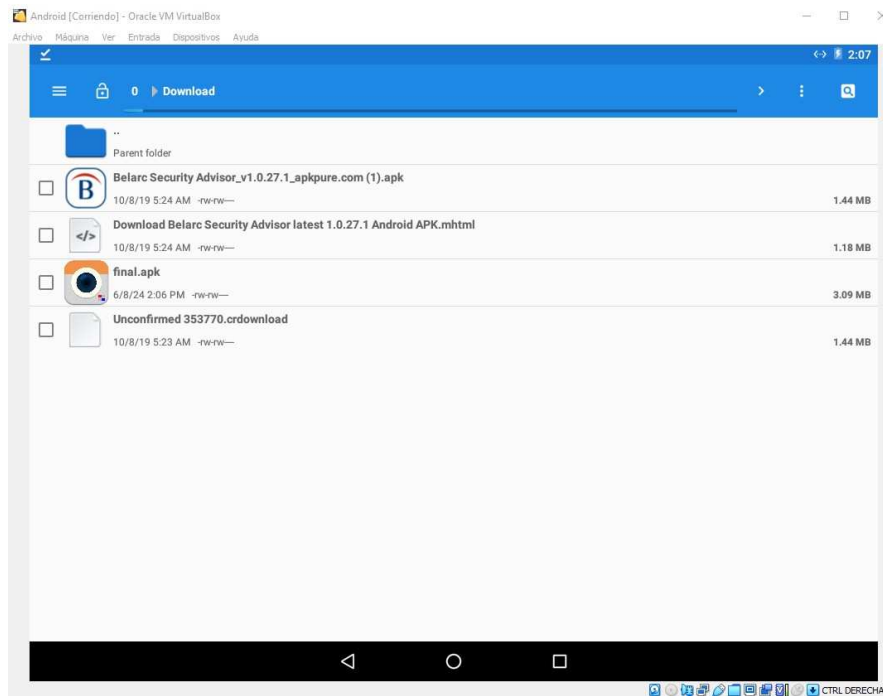 Android [Corriendo] - Oracle VM VirtualBox
Archivo Máquina Ver Entrada Dispositivos Ayuda
2:07
0 Download
..
Parent folder
Belarc Security Advisor_v1.0.27.1_apkpure.com (1).apk
10/8/19 5:24 AM -rw-rw--- 1.44 MB
Download Belarc Security Advisor latest 1.0.27.1 Android APK.mhtml
10/8/19 5:24 AM -rw-rw--- 1.18 MB
final.apk
6/8/24 2:06 PM -rw-rw--- 3.09 MB
Unconfirmed 353770.crdownload
10/8/19 5:23 AM -rw-rw--- 1.44 MB
CTRL DERECHA